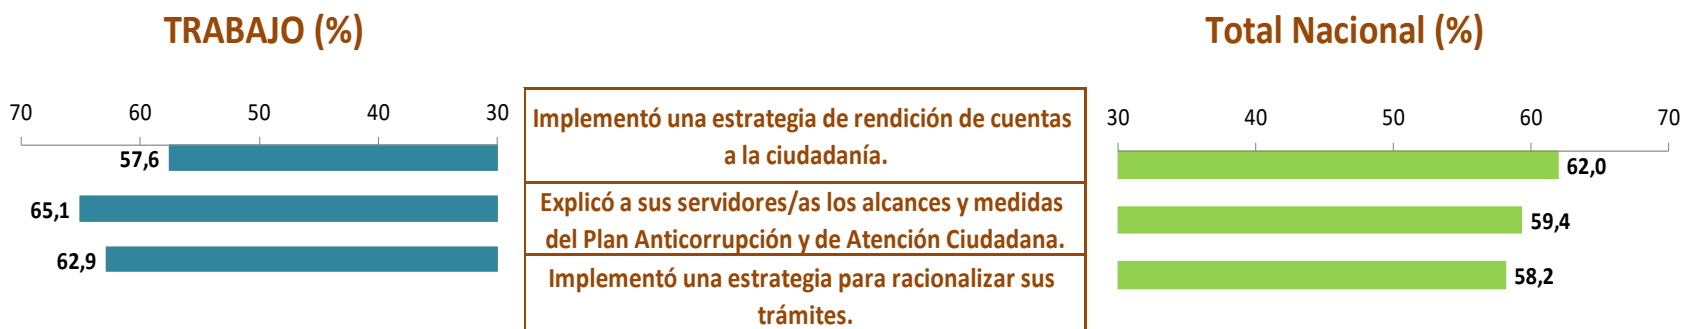 TRABAJO (%)
Total Nacional (%)
70 60 50 40 30
30 40 50 60 70
Implementó una estrategia de rendición de cuentas
a la ciudadanía.
57,6
62,0
Explicó a sus servidores/as los alcances y medidas
del Plan Anticorrupción y de Atención Ciudadana.
65,1
59,4
Implementó una estrategia para racionalizar sus
trámites.
62,9
58,2